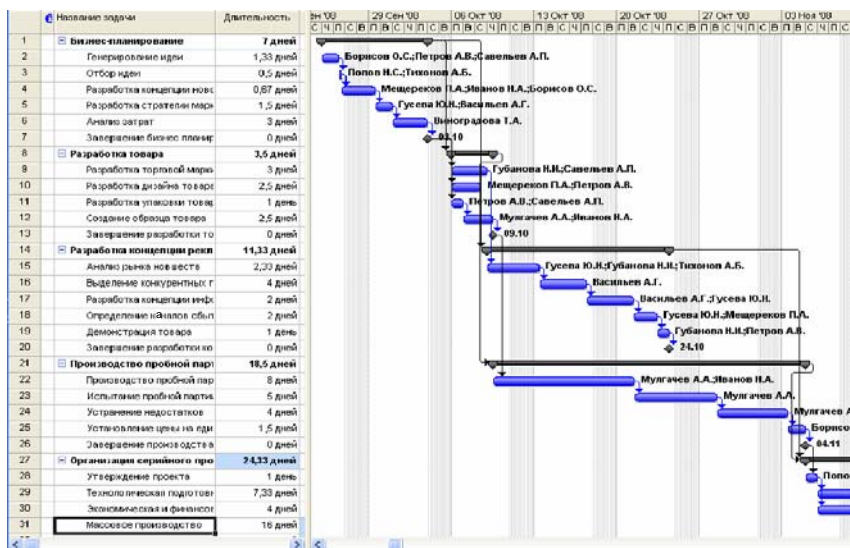 Название задачи Длительность
29 Сен '08 06 Окт '08 13 Окт '08 20 Окт '08 27 Окт '08 03 Ноя '08
1 Бизнес-планирование 7 дней
2 Генерирование идеи 1,33 дней Борисов О.С.;Петров А.В.;Савельев А.П.
3 Отбор идеи 0,5 дней Попов Н.С.;Тихонов А.Б.
4 Разработка концепции новс 0,67 дней Мещереков П.А.;Иванов Н.А.;Борисов О.С.
5 Разработка стратегии марк 1,5 дней Гусева Ю.Н.;Васильев А.Г.
6 Анализ затрат 3 дней Виноградова Т.А.
7 Завершение бизнес планир 0 дней 03.10
8 Разработка товара 3,5 дней
9 Разработка торговой марки 3 дней Губанова Н.Н.;Савельев А.П.
10 Разработка дизайна товара 2,5 дней Мещереков П.А.;Петров А.В.
11 Разработка упаковки товар 1 день Петров А.В.;Савельев А.П.
12 Создание образца товара 2,5 дней Мулгачев А.А.;Иванов Н.А.
13 Завершение разработки то 0 дней 09.10
14 Разработка концепции рекл 11,33 дней
15 Анализ рынка новшеств 2,33 дней Гусева Ю.Н.;Губанова Н.Н.;Тихонов А.Б.
16 Выделение конкурентных г 4 дней Васильев А.Г.
17 Разработка концепции инфо 2 дней Васильев А.Г.;Гусева Ю.Н.
18 Определение каналов сбыт 2 дней Гусева Ю.Н.;Мещереков П.А.
19 Демонстрация товара 1 день Губанова Н.Н.;Петров А.В.
20 Завершение разработки ко 0 дней 24.10
21 Производство пробной парт 18,5 дней
22 Производство пробной пар 8 дней Мулгачев А.А.;Иванов Н.А.
23 Испытание пробной партии 5 дней Мулгачев А.А.
24 Устранение недостатков 4 дней Мулгачев А
25 Установление цены на еди 1,5 дней Борисо
26 Завершение производства 0 дней 04.11
27 Организация серийного про 24,33 дней
28 Утверждение проекта 1 день Попо
29 Технологическая подготовк 7,33 дней
30 Экономическая и финансов 4 дней
31 Массовое производство 16 дней